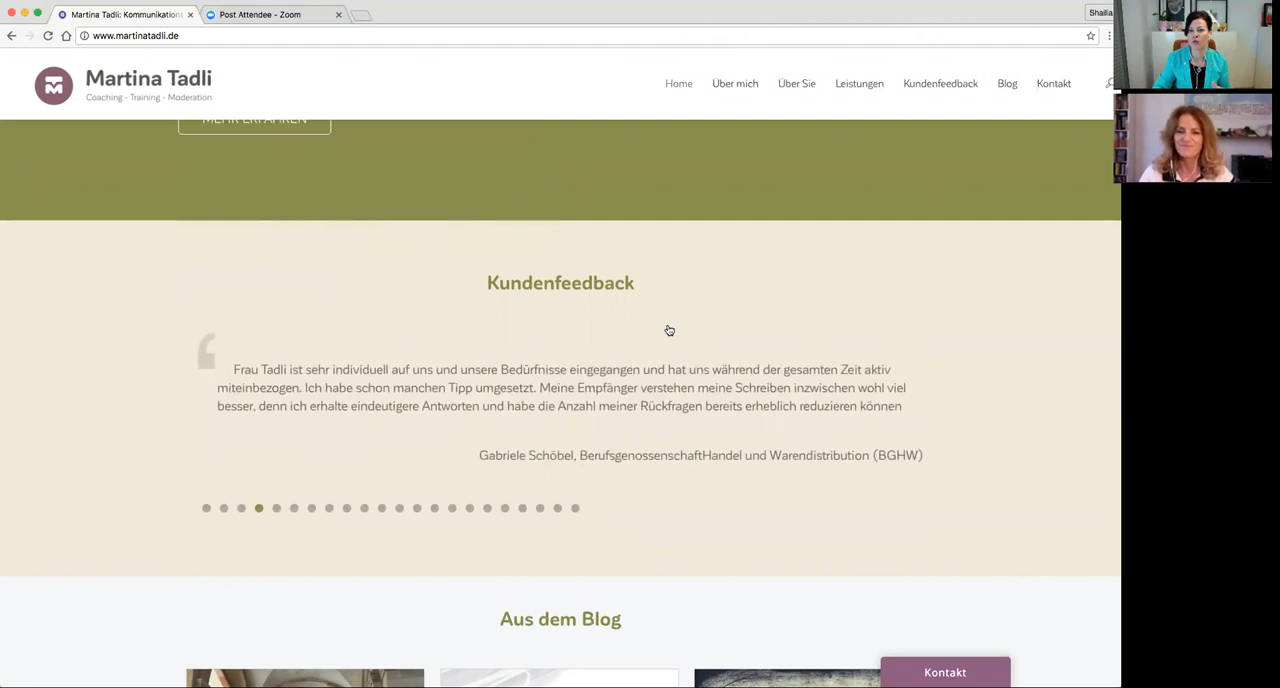 Martina Tadli: Kommunikations
Post Attendee - Zoom
Shailia
www.martinatadli.de
Martina Tadli
Coaching - Training - Moderation
Home Über mich Über Sie Leistungen Kundenfeedback Blog Kontakt
MEHR ERFAHREN
Kundenfeedback
Frau Tadli ist sehr individuell auf uns und unsere Bedürfnisse eingegangen und hat uns während der gesamten Zeit aktiv
miteinbezogen. Ich habe schon manchen Tipp umgesetzt. Meine Empfänger verstehen meine Schreiben inzwischen wohl viel
besser, denn ich erhalte eindeutigere Antworten und habe die Anzahl meiner Rückfragen bereits erheblich reduzieren können
Gabriele Schöbel, BerufsgenossenschaftHandel und Warendistribution (BGHW)
Aus dem Blog
Kontakt